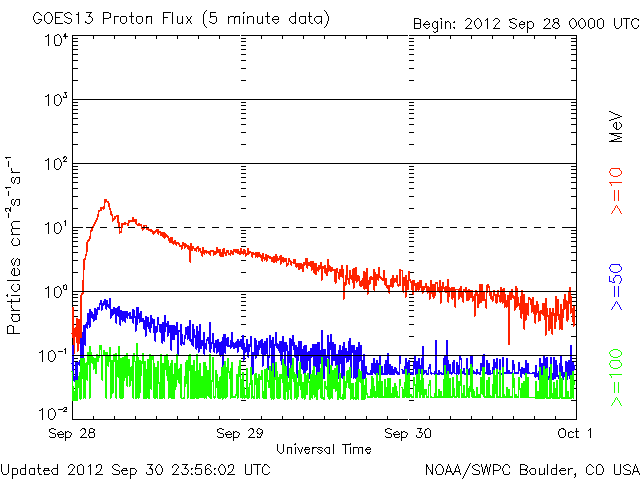 GOES13 Proton Flux (5 minute data)
Begin: 2012 Sep 28 0000 UTC
Particles cm⁻²s⁻¹sr⁻¹
10⁴
10³
10²
10¹
10⁰
10⁻¹
10⁻²
Sep 28
Sep 29
Sep 30
Oct 1
Universal Time
MeV
>=10
>=50
>=100
Updated 2012 Sep 30 23:56:02 UTC
NOAA/SWPC Boulder, CO USA